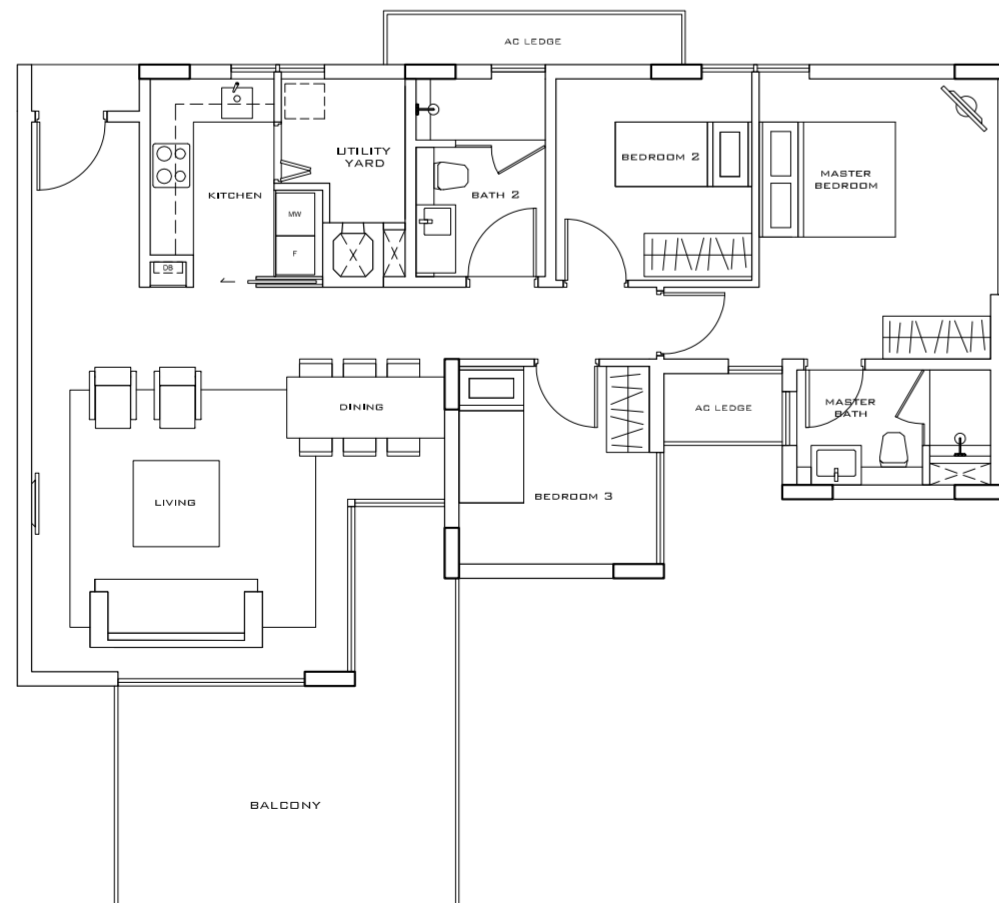 AC LEDGE
UTILITY
YARD
BEDROOM 2
MASTER
BEDROOM
KITCHEN
BATH 2
MW
F
DB
DINING
AC LEDGE
MASTER
BATH
LIVING
BEDROOM 3
BALCONY